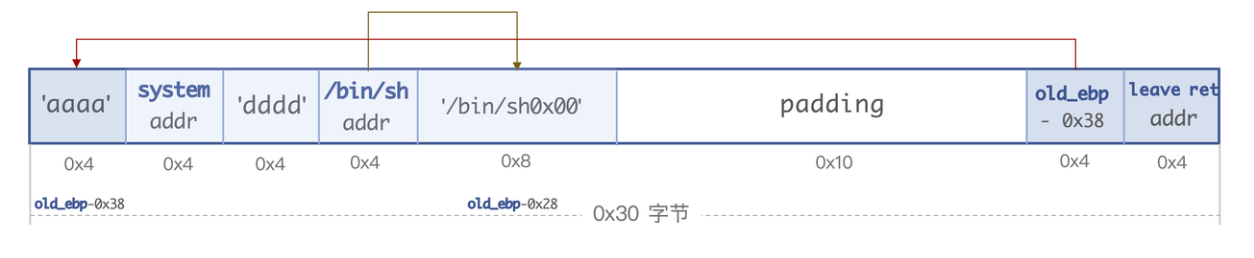 'aaaa'
system
addr
'dddd'
/bin/sh
addr
'/bin/sh0x00'
padding
old_ebp
- 0x38
leave ret
addr
0x4
0x4
0x4
0x4
0x8
0x10
0x4
0x4
old_ebp-0x38
old_ebp-0x28
0x30 字节